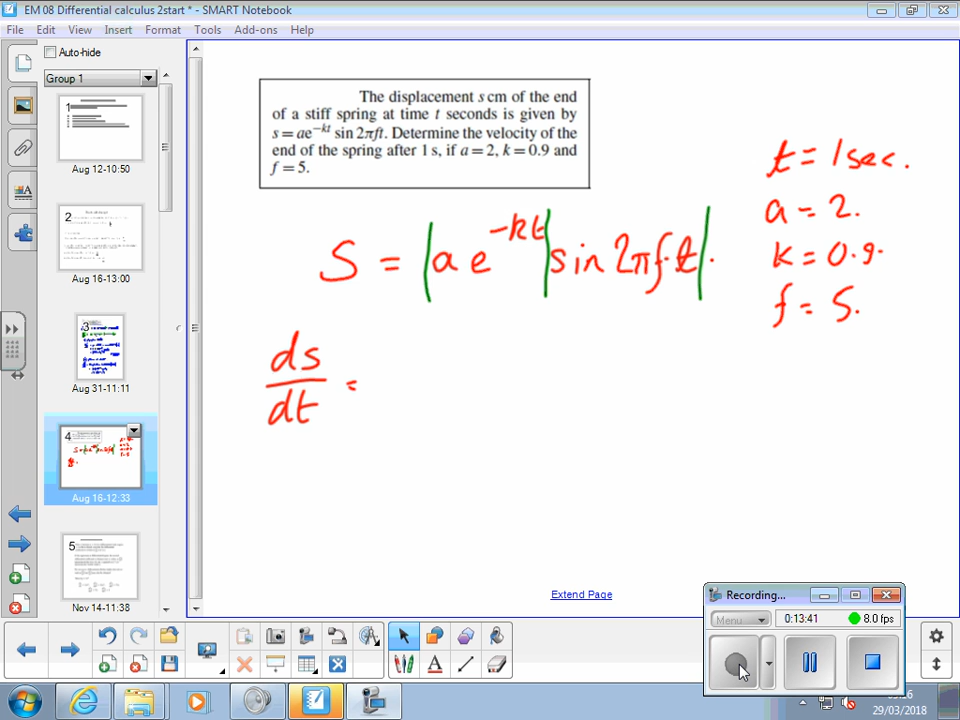 EM 08 Differential calculus 2start * - SMART Notebook
File Edit View Insert Format Tools Add-ons Help
Auto-hide
Group 1
1
Aug 12-10:50
2
Aug 16-13:00
3
Aug 31-11:11
4
Aug 16-12:33
5
Nov 14-11:38
The displacement s cm of the end
of a stiff spring at time t seconds is given by
s = ae^{-kt} sin 2πft. Determine the velocity of the
end of the spring after 1 s, if a = 2, k = 0.9 and
f = 5.
t = 1 sec.
a = 2.
k = 0.9.
f = 5.
S = |a e^{-kt}| sin 2πf.t|.
ds/dt =
Extend Page
Recording...
Menu
0:13:41
8.0 fps
29/03/2018